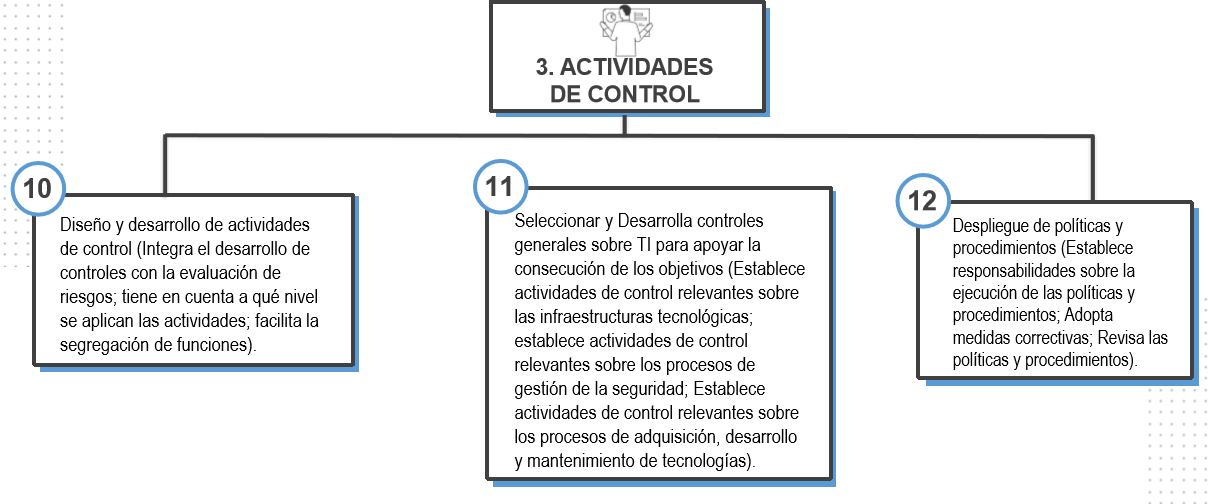 3. ACTIVIDADES
DE CONTROL
10
Diseño y desarrollo de actividades
de control (Integra el desarrollo de
controles con la evaluación de
riesgos; tiene en cuenta a qué nivel
se aplican las actividades; facilita la
segregación de funciones).
11
Seleccionar y Desarrolla controles
generales sobre TI para apoyar la
consecución de los objetivos (Establece
actividades de control relevantes sobre
las infraestructuras tecnológicas;
establece actividades de control
relevantes sobre los procesos de
gestión de la seguridad; Establece
actividades de control relevantes sobre
los procesos de adquisición, desarrollo
y mantenimiento de tecnologías).
12
Despliegue de políticas y
procedimientos (Establece
responsabilidades sobre la
ejecución de las políticas y
procedimientos; Adopta
medidas correctivas; Revisa las
políticas y procedimientos).